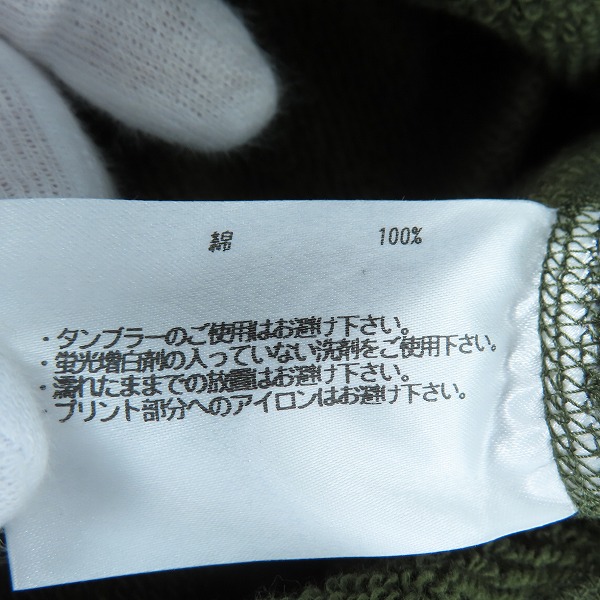 綿 100%
・タンブラーのご使用はお避け下さい。
・蛍光増白剤の入っていない洗剤をご使用下さい。
・濡れたままでの放置はお避け下さい。
・プリント部分へのアイロンはお避け下さい。